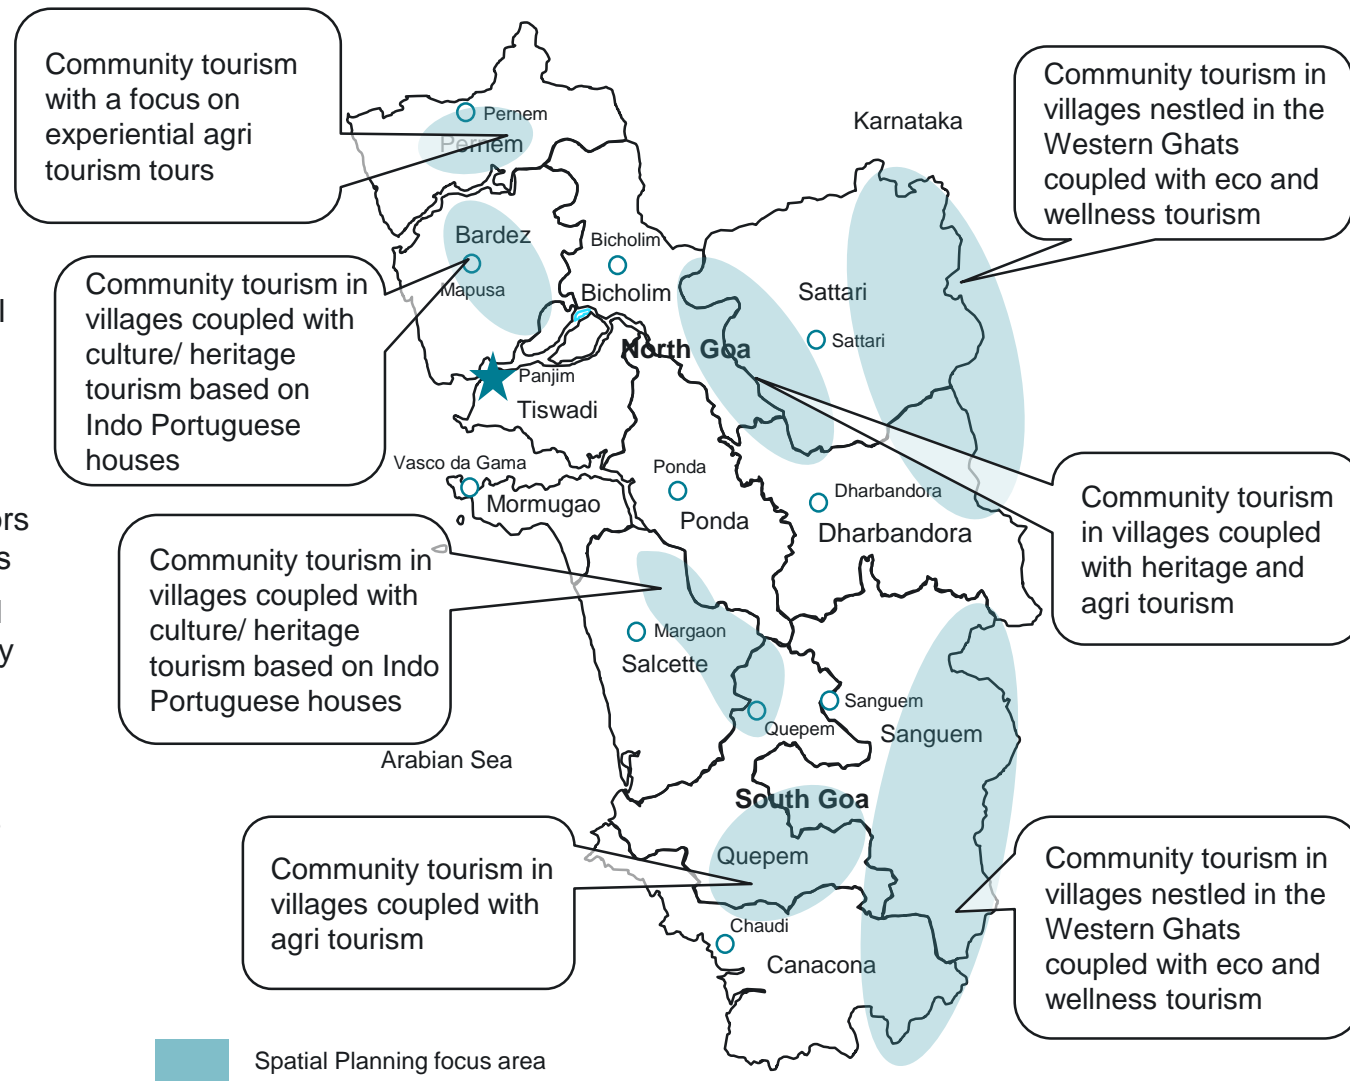 Community tourism
with a focus on
experiential agri
tourism tours
Community tourism in
villages nestled in the
Western Ghats
coupled with eco and
wellness tourism
Karnataka
Pernem
Pernem
Bardez
Mapusa
Bicholim
Bicholim
Sattari
Sattari
North Goa
Community tourism in
villages coupled with
culture/ heritage
tourism based on
Indo Portuguese
houses
Panjim
Tiswadi
Vasco da Gama
Mormugao
Ponda
Ponda
Dharbandora
Dharbandora
Community tourism
in villages coupled
with heritage and
agri tourism
ors
s
y
Community tourism in
villages coupled with
culture/ heritage
tourism based on Indo
Portuguese houses
Margaon
Salcette
Quepem
Sanguem
Sanguem
Arabian Sea
South Goa
Quepem
Community tourism in
villages coupled with
agri tourism
Chaudi
Canacona
Community tourism in
villages nestled in the
Western Ghats
coupled with eco and
wellness tourism
Spatial Planning focus area